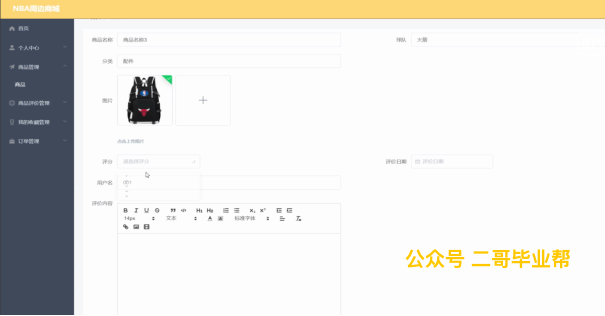 NBA周边商城
首页
个人中心
商品管理
商品
商品评价管理
我的收藏管理
订单管理
商品名称 商品名称3
球队 火箭
分类 配件
图片
点击上传图片
评分 请选择评分
评价日期 评价日期
用户名
评价内容
B I U S H1 H2
14px 文本 标准字体
公众号 二哥毕业帮